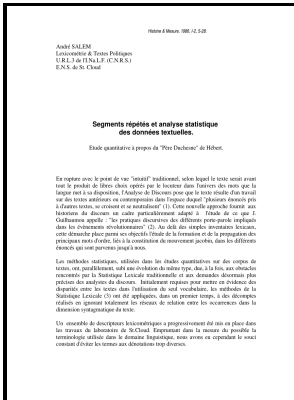 Histoire & Mesure, 1986, I-2, 5-28.
André SALEM
Lexicométrie & Textes Politiques
U.R.L.3 de l'I.Na.L.F. (C.N.R.S.)
E.N.S. de St. Cloud
Segments répétés et analyse statistique
des données textuelles.
Etude quantitative à propos du "Père Duchesne" de Hébert.
En rupture avec le point de vue "intuitif" traditionnel, selon lequel le texte serait avant
tout le produit de libres choix opérés par le locuteur dans l'univers des mots que la
langue met à sa disposition, l'Analyse de Discours pose que le texte résulte d'un travail
sur des textes antérieurs ou contemporains dans l'espace duquel "plusieurs énoncés pris
à d'autres textes, se croisent et se neutralisent" (1). Cette nouvelle approche fournit aux
historiens du discours un cadre particulièrement adapté à l'étude de ce que J.
Guilhaumou appelle : "les pratiques discursives des différents porte-parole impliqués
dans les évènements révolutionnaires" (2). Au delà des simples inventaires lexicaux,
cette démarche place parmi ses objectifs l'étude de la formation et de la propagation des
principaux mots d'ordre, liés à la constitution du mouvement jacobin, dans les différents
énoncés qui sont parvenus jusqu'à nous.
Les méthodes statistiques, utilisées dans les études quantitatives sur des corpus de
textes, ont, parallèlement, subi une évolution du même type, due, à la fois, aux obstacles
rencontrés par la Statistique Lexicale traditionnelle et aux demandes désormais plus
précises des analystes du discours. Initialement requises pour mettre en évidence des
disparités entre les textes dans l'utilisation du seul vocabulaire, les méthodes de la
Statistique Lexicale (3) ont été appliquées, dans un premier temps, à des décomptes
réalisés en ignorant totalement les réseaux de relation entre les occurrences dans la
dimension syntagmatique du texte.
Un ensemble de descripteurs lexicométriques a progressivement été mis en place dans
les travaux du laboratoire de St.Cloud. Empruntant dans la mesure du possible la
terminologie utilisée dans le domaine linguistique, nous avons eu cependant le souci
constant d'éviter les termes aux dénotations trop diverses.